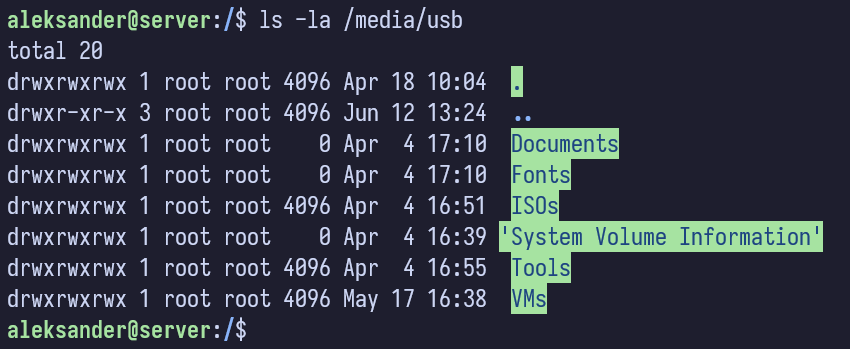 aleksander@server:/$ ls -la /media/usb
total 20
drwxrwxrwx 1 root root 4096 Apr 18 10:04  .
drwxr-xr-x 3 root root 4096 Jun 12 13:24  ..
drwxrwxrwx 1 root root    0 Apr  4 17:10  Documents
drwxrwxrwx 1 root root    0 Apr  4 17:10  Fonts
drwxrwxrwx 1 root root 4096 Apr  4 16:51  ISOs
drwxrwxrwx 1 root root    0 Apr  4 16:39 'System Volume Information'
drwxrwxrwx 1 root root 4096 Apr  4 16:55  Tools
drwxrwxrwx 1 root root 4096 May 17 16:38  VMs
aleksander@server:/$